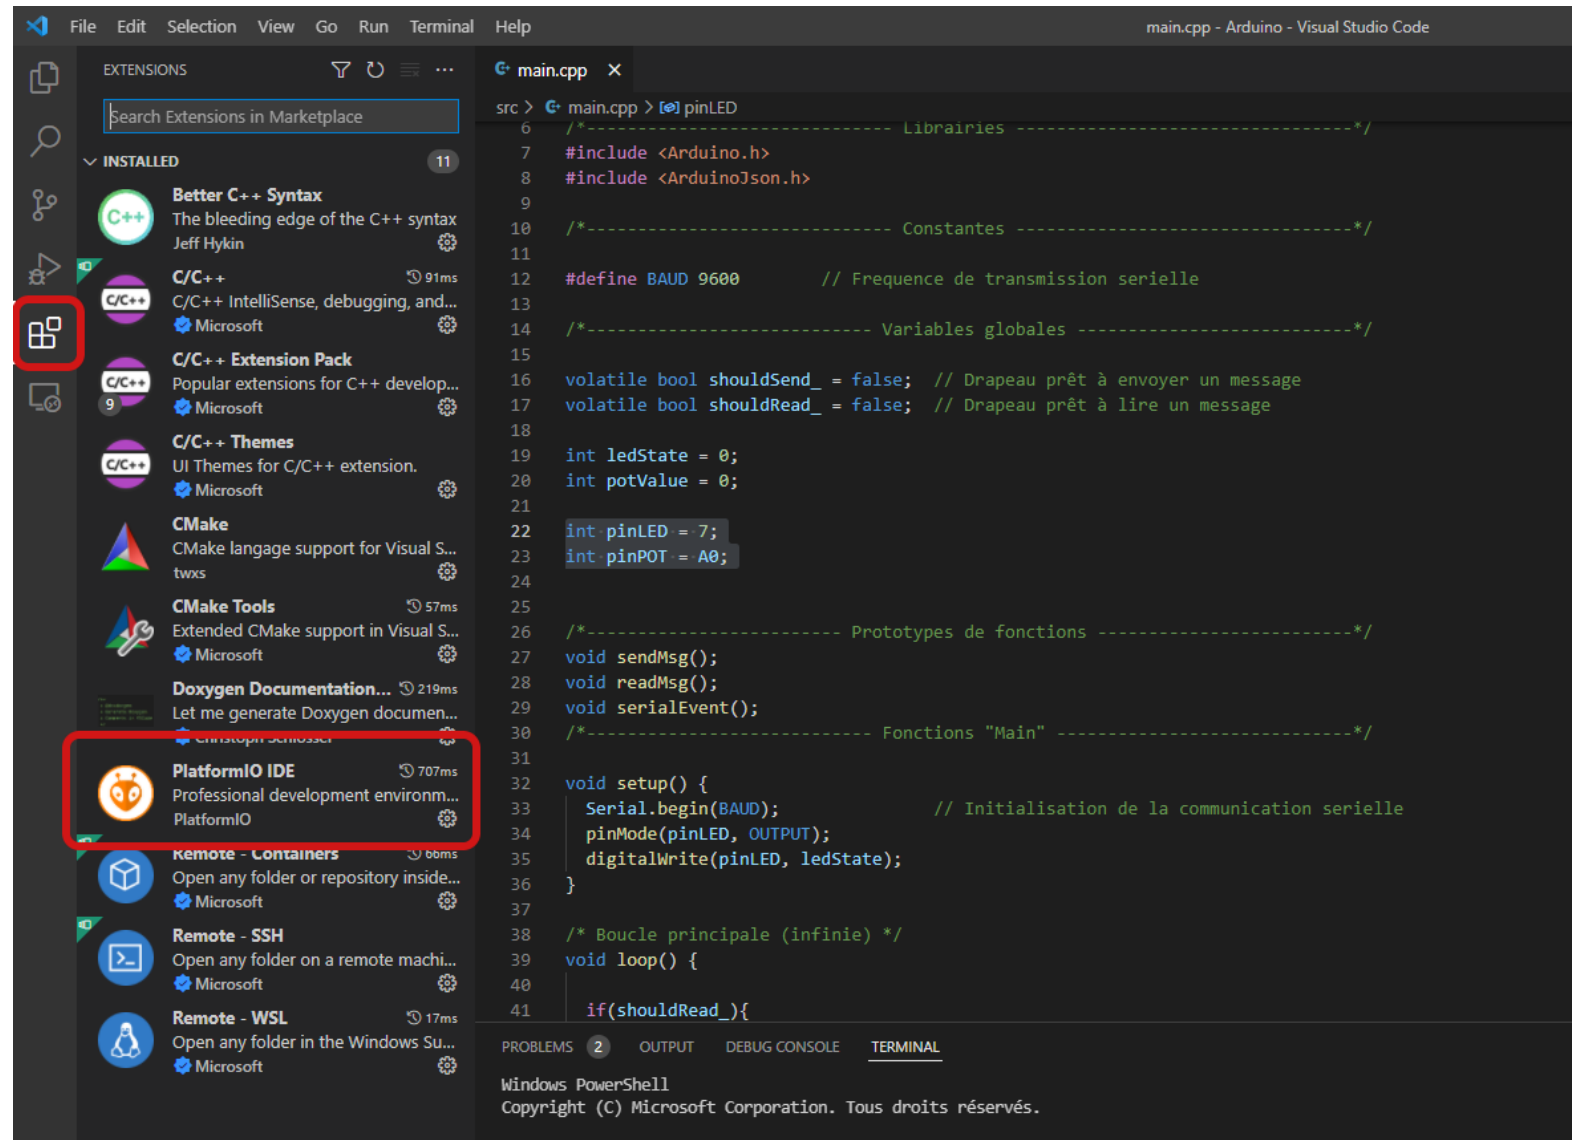 File Edit Selection View Go Run Terminal Help
main.cpp - Arduino - Visual Studio Code
EXTENSIONS
Search Extensions in Marketplace
INSTALLED 11
Better C++ Syntax
The bleeding edge of the C++ syntax
Jeff Hykin
C/C++ 91ms
C/C++ IntelliSense, debugging, and...
Microsoft
C/C++ Extension Pack
Popular extensions for C++ develop...
9
Microsoft
C/C++ Themes
UI Themes for C/C++ extension.
Microsoft
CMake
CMake langage support for Visual S...
twxs
CMake Tools 57ms
Extended CMake support in Visual S...
Microsoft
Doxygen Documentation... 219ms
Let me generate Doxygen documen...
Christoph Schlosser
PlatformIO IDE 707ms
Professional development environm...
PlatformIO
Remote - Containers 66ms
Open any folder or repository inside...
Microsoft
Remote - SSH
Open any folder on a remote machi...
Microsoft
Remote - WSL 17ms
Open any folder in the Windows Su...
Microsoft
main.cpp
src > main.cpp > pinLED
6 /*------------------------------ Librairies ---------------------------------*/
7 #include <Arduino.h>
8 #include <ArduinoJson.h>
9
10 /*------------------------------ Constantes ---------------------------------*/
11
12 #define BAUD 9600 // Frequence de transmission serielle
13
14 /*---------------------------- Variables globales ---------------------------*/
15
16 volatile bool shouldSend_ = false; // Drapeau prêt à envoyer un message
17 volatile bool shouldRead_ = false; // Drapeau prêt à lire un message
18
19 int ledState = 0;
20 int potValue = 0;
21
22 int pinLED = 7;
23 int pinPOT = A0;
24
25
26 /*------------------------- Prototypes de fonctions -------------------------*/
27 void sendMsg();
28 void readMsg();
29 void serialEvent();
30 /*---------------------------- Fonctions "Main" -----------------------------*/
31
32 void setup() {
33 Serial.begin(BAUD); // Initialisation de la communication serielle
34 pinMode(pinLED, OUTPUT);
35 digitalWrite(pinLED, ledState);
36 }
37
38 /* Boucle principale (infinie) */
39 void loop() {
40
41 if(shouldRead_){
PROBLEMS 2 OUTPUT DEBUG CONSOLE TERMINAL
Windows PowerShell
Copyright (C) Microsoft Corporation. Tous droits réservés.